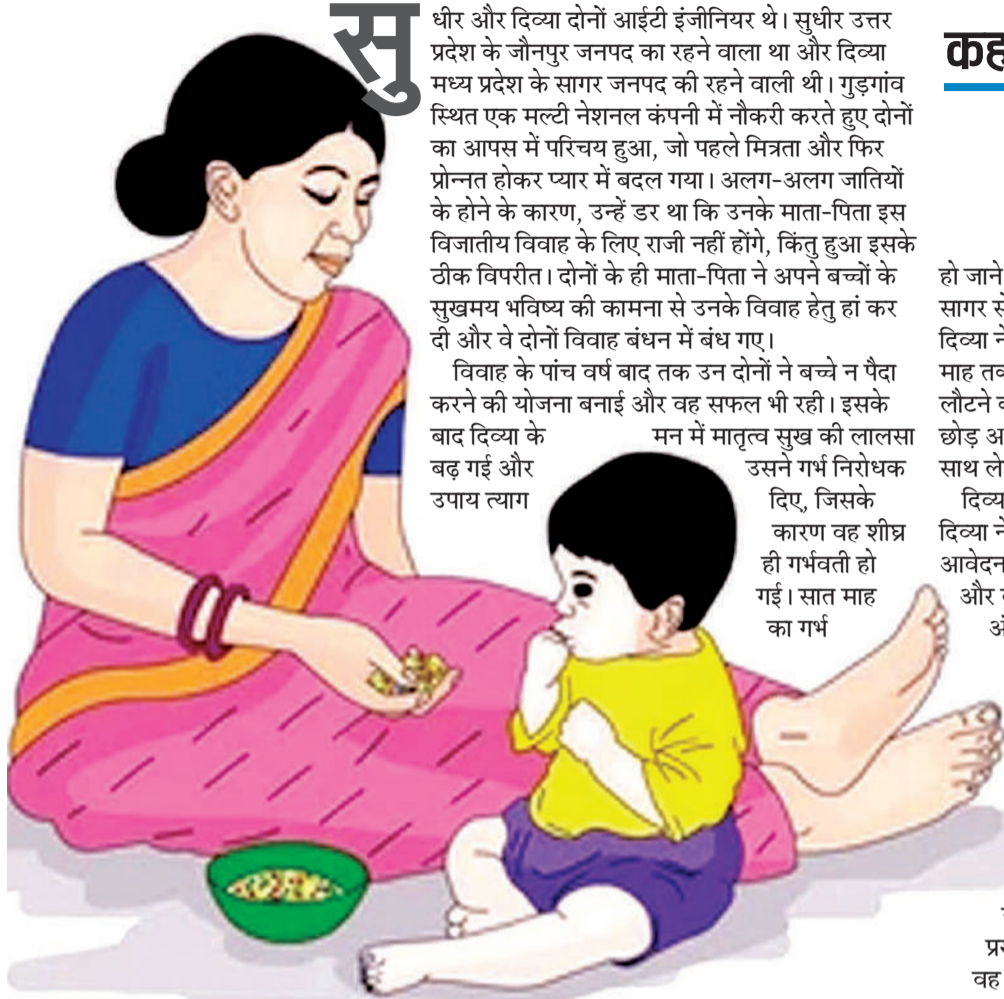 सुधीर और दिव्या दोनों आईटी इंजीनियर थे। सुधीर उत्तर
प्रदेश के जौनपुर जनपद का रहने वाला था और दिव्या
मध्य प्रदेश के सागर जनपद की रहने वाली थी। गुड़गांव
स्थित एक मल्टी नेशनल कंपनी में नौकरी करते हुए दोनों
का आपस में परिचय हुआ, जो पहले मित्रता और फिर
प्रोन्नत होकर प्यार में बदल गया। अलग-अलग जातियों
के होने के कारण, उन्हें डर था कि उनके माता-पिता इस
विजातीय विवाह के लिए राजी नहीं होंगे, किंतु हुआ इसके
ठीक विपरीत। दोनों के ही माता-पिता ने अपने बच्चों के
सुखमय भविष्य की कामना से उनके विवाह हेतु हां कर
दी और वे दोनों विवाह बंधन में बंध गए।
विवाह के पांच वर्ष बाद तक उन दोनों ने बच्चे न पैदा
करने की योजना बनाई और वह सफल भी रही। इसके
बाद दिव्या के मन में मातृत्व सुख की लालसा
बढ़ गई और उसने गर्भ निरोधक
उपाय त्याग दिए, जिसके
कारण वह शीघ्र
ही गर्भवती हो
गई। सात माह
का गर्भ
कह
हो जाने
सागर से
दिव्या ने
माह तक
लौटने
छोड़
साथ ले
दिव्य
दिव्या ने
आवेदन
और
वह